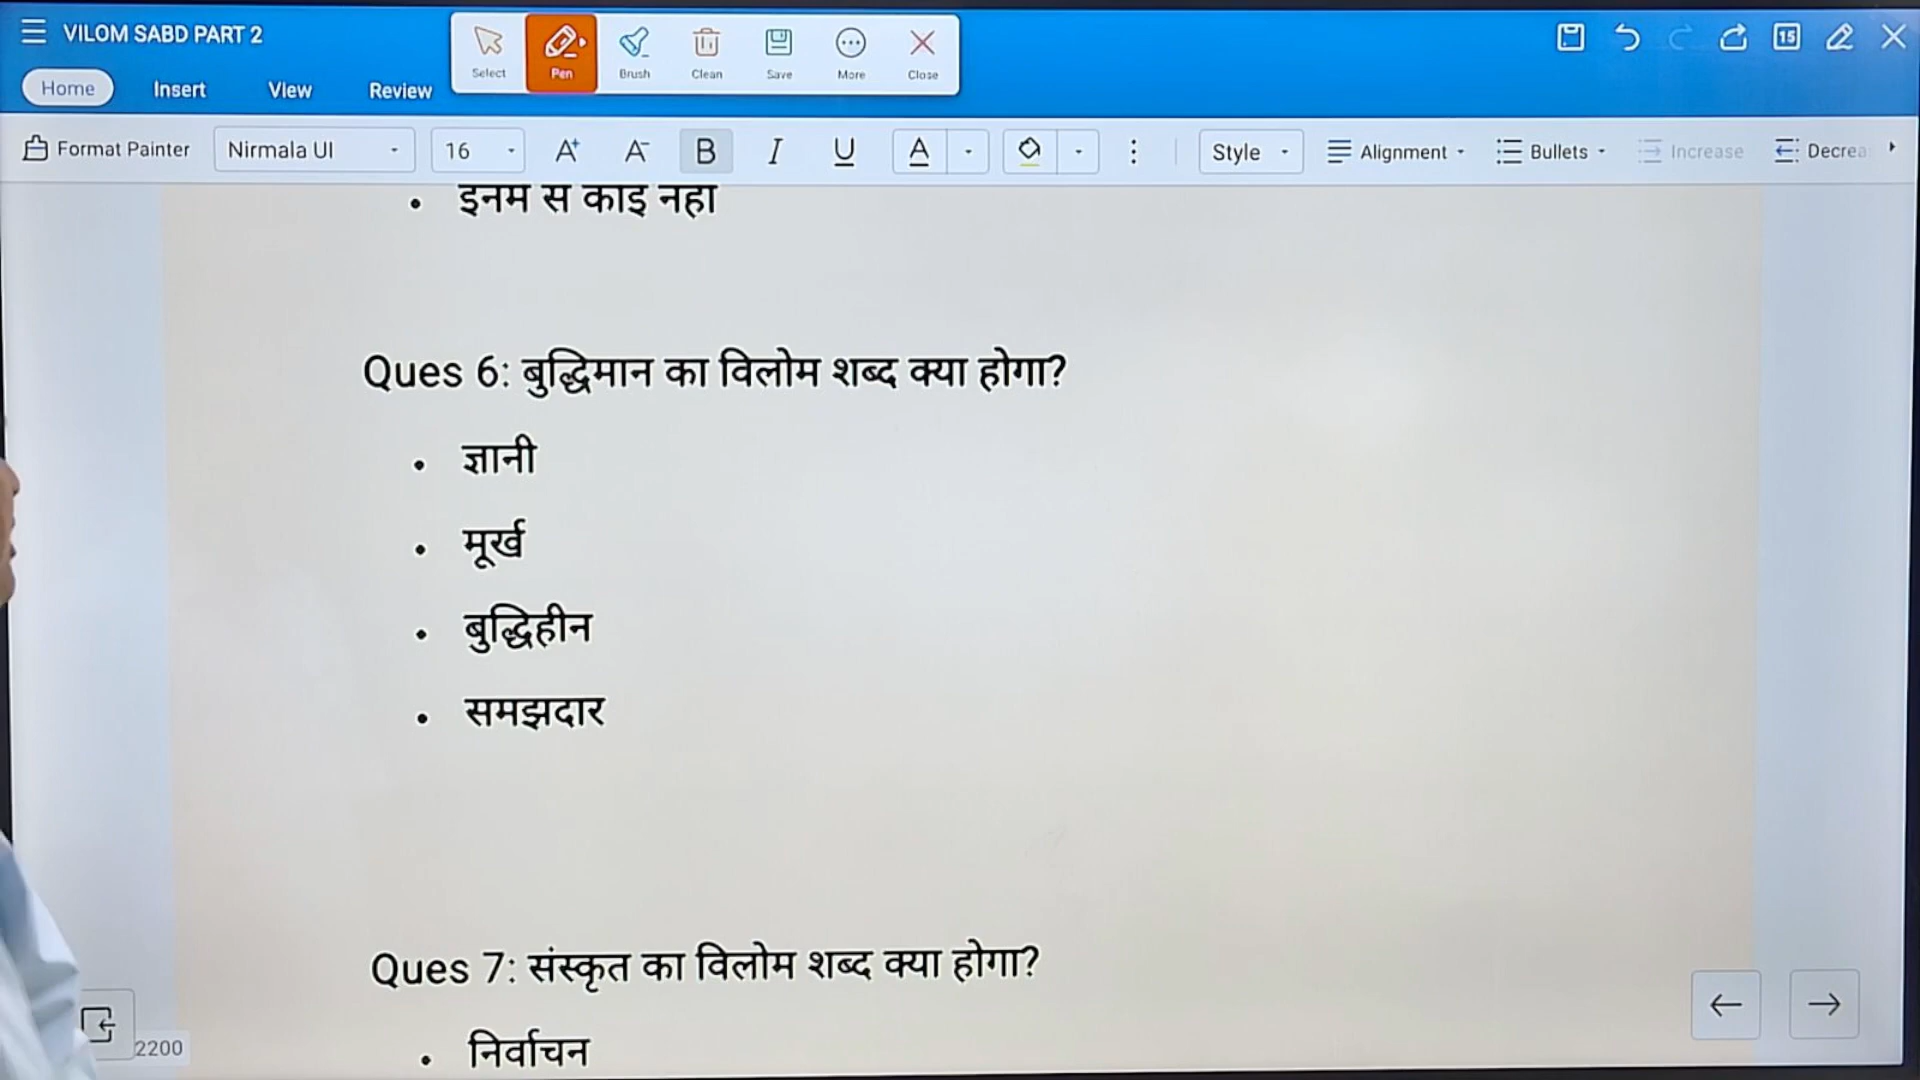 VILOM SABD PART 2
Select
Pen
Brush
Clean
Save
More
Close
15
Home
Insert
View
Review
Format Painter
Nirmala UI
16
A+
A-
B
I
U
A
Style
Alignment
Bullets
Increase
Decrea
Ques 6: बुद्धिमान का विलोम शब्द क्या होगा?
• ज्ञानी
• मूर्ख
• बुद्धिहीन
• समझदार
Ques 7: संस्कृत का विलोम शब्द क्या होगा?
• निर्वाचन
2200